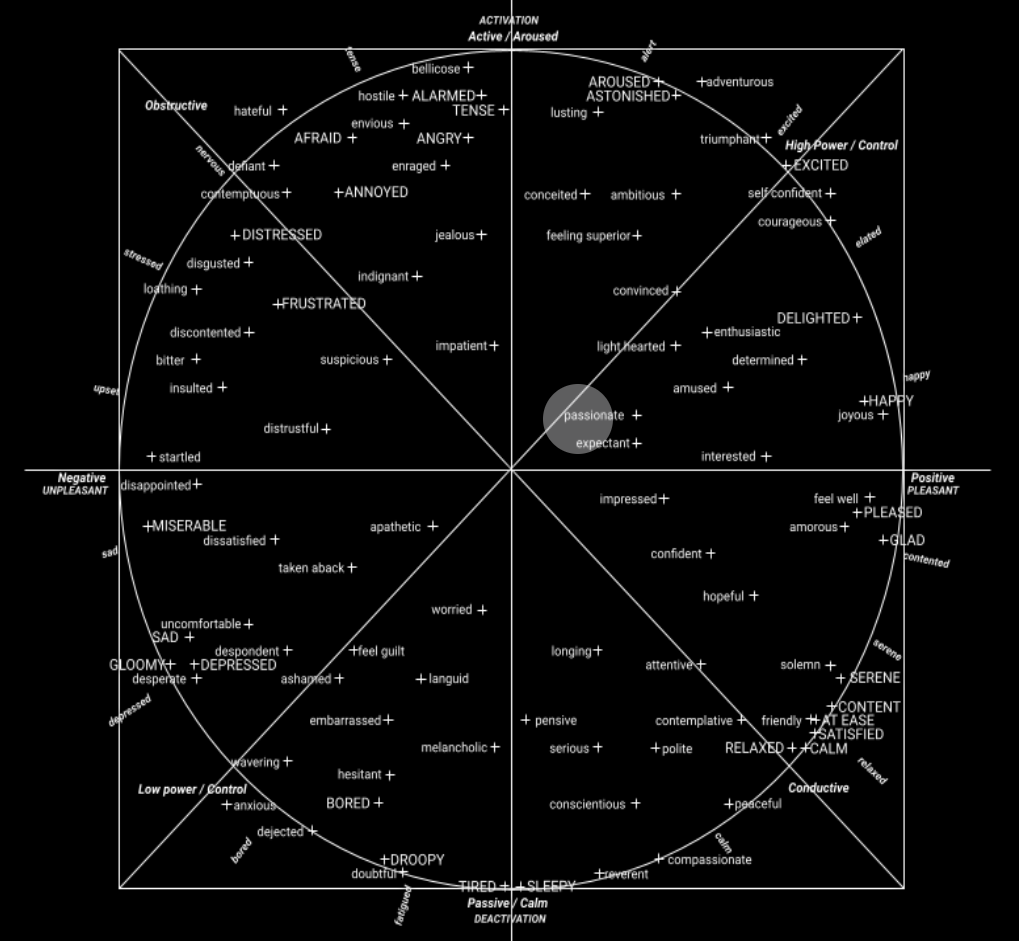 ACTIVATION
Active / Aroused
tense
alert
bellicose
AROUSED
adventurous
hostile
ALARMED
ASTONISHED
Obstructive
hateful
TENSE
lusting
envious
excited
AFRAID
ANGRY
triumphant
High Power / Control
nervous
defiant
enraged
EXCITED
contemptuous
ANNOYED
conceited
ambitious
self confident
courageous
DISTRESSED
jealous
feeling superior
elated
stressed
disgusted
indignant
loathing
convinced
FRUSTRATED
DELIGHTED
discontented
enthusiastic
impatient
light hearted
bitter
suspicious
determined
happy
upset
insulted
amused
HAPPY
passionate
joyous
distrustful
expectant
startled
interested
Negative
UNPLEASANT
Positive
PLEASANT
disappointed
impressed
feel well
PLEASED
MISERABLE
apathetic
amorous
dissatisfied
GLAD
sad
confident
contented
taken aback
hopeful
worried
uncomfortable
SAD
despondent
feel guilt
longing
serene
GLOOMY
DEPRESSED
attentive
solemn
desperate
ashamed
languid
SERENE
depressed
CONTENT
embarrassed
pensive
contemplative
friendly
AT EASE
SATISFIED
melancholic
serious
polite
RELAXED
CALM
wavering
hesitant
relaxed
Low power / Control
Conductive
anxious
BORED
conscientious
peaceful
dejected
bored
calm
DROOPY
compassionate
doubtful
reverent
TIRED
SLEEPY
fatigued
Passive / Calm
DEACTIVATION